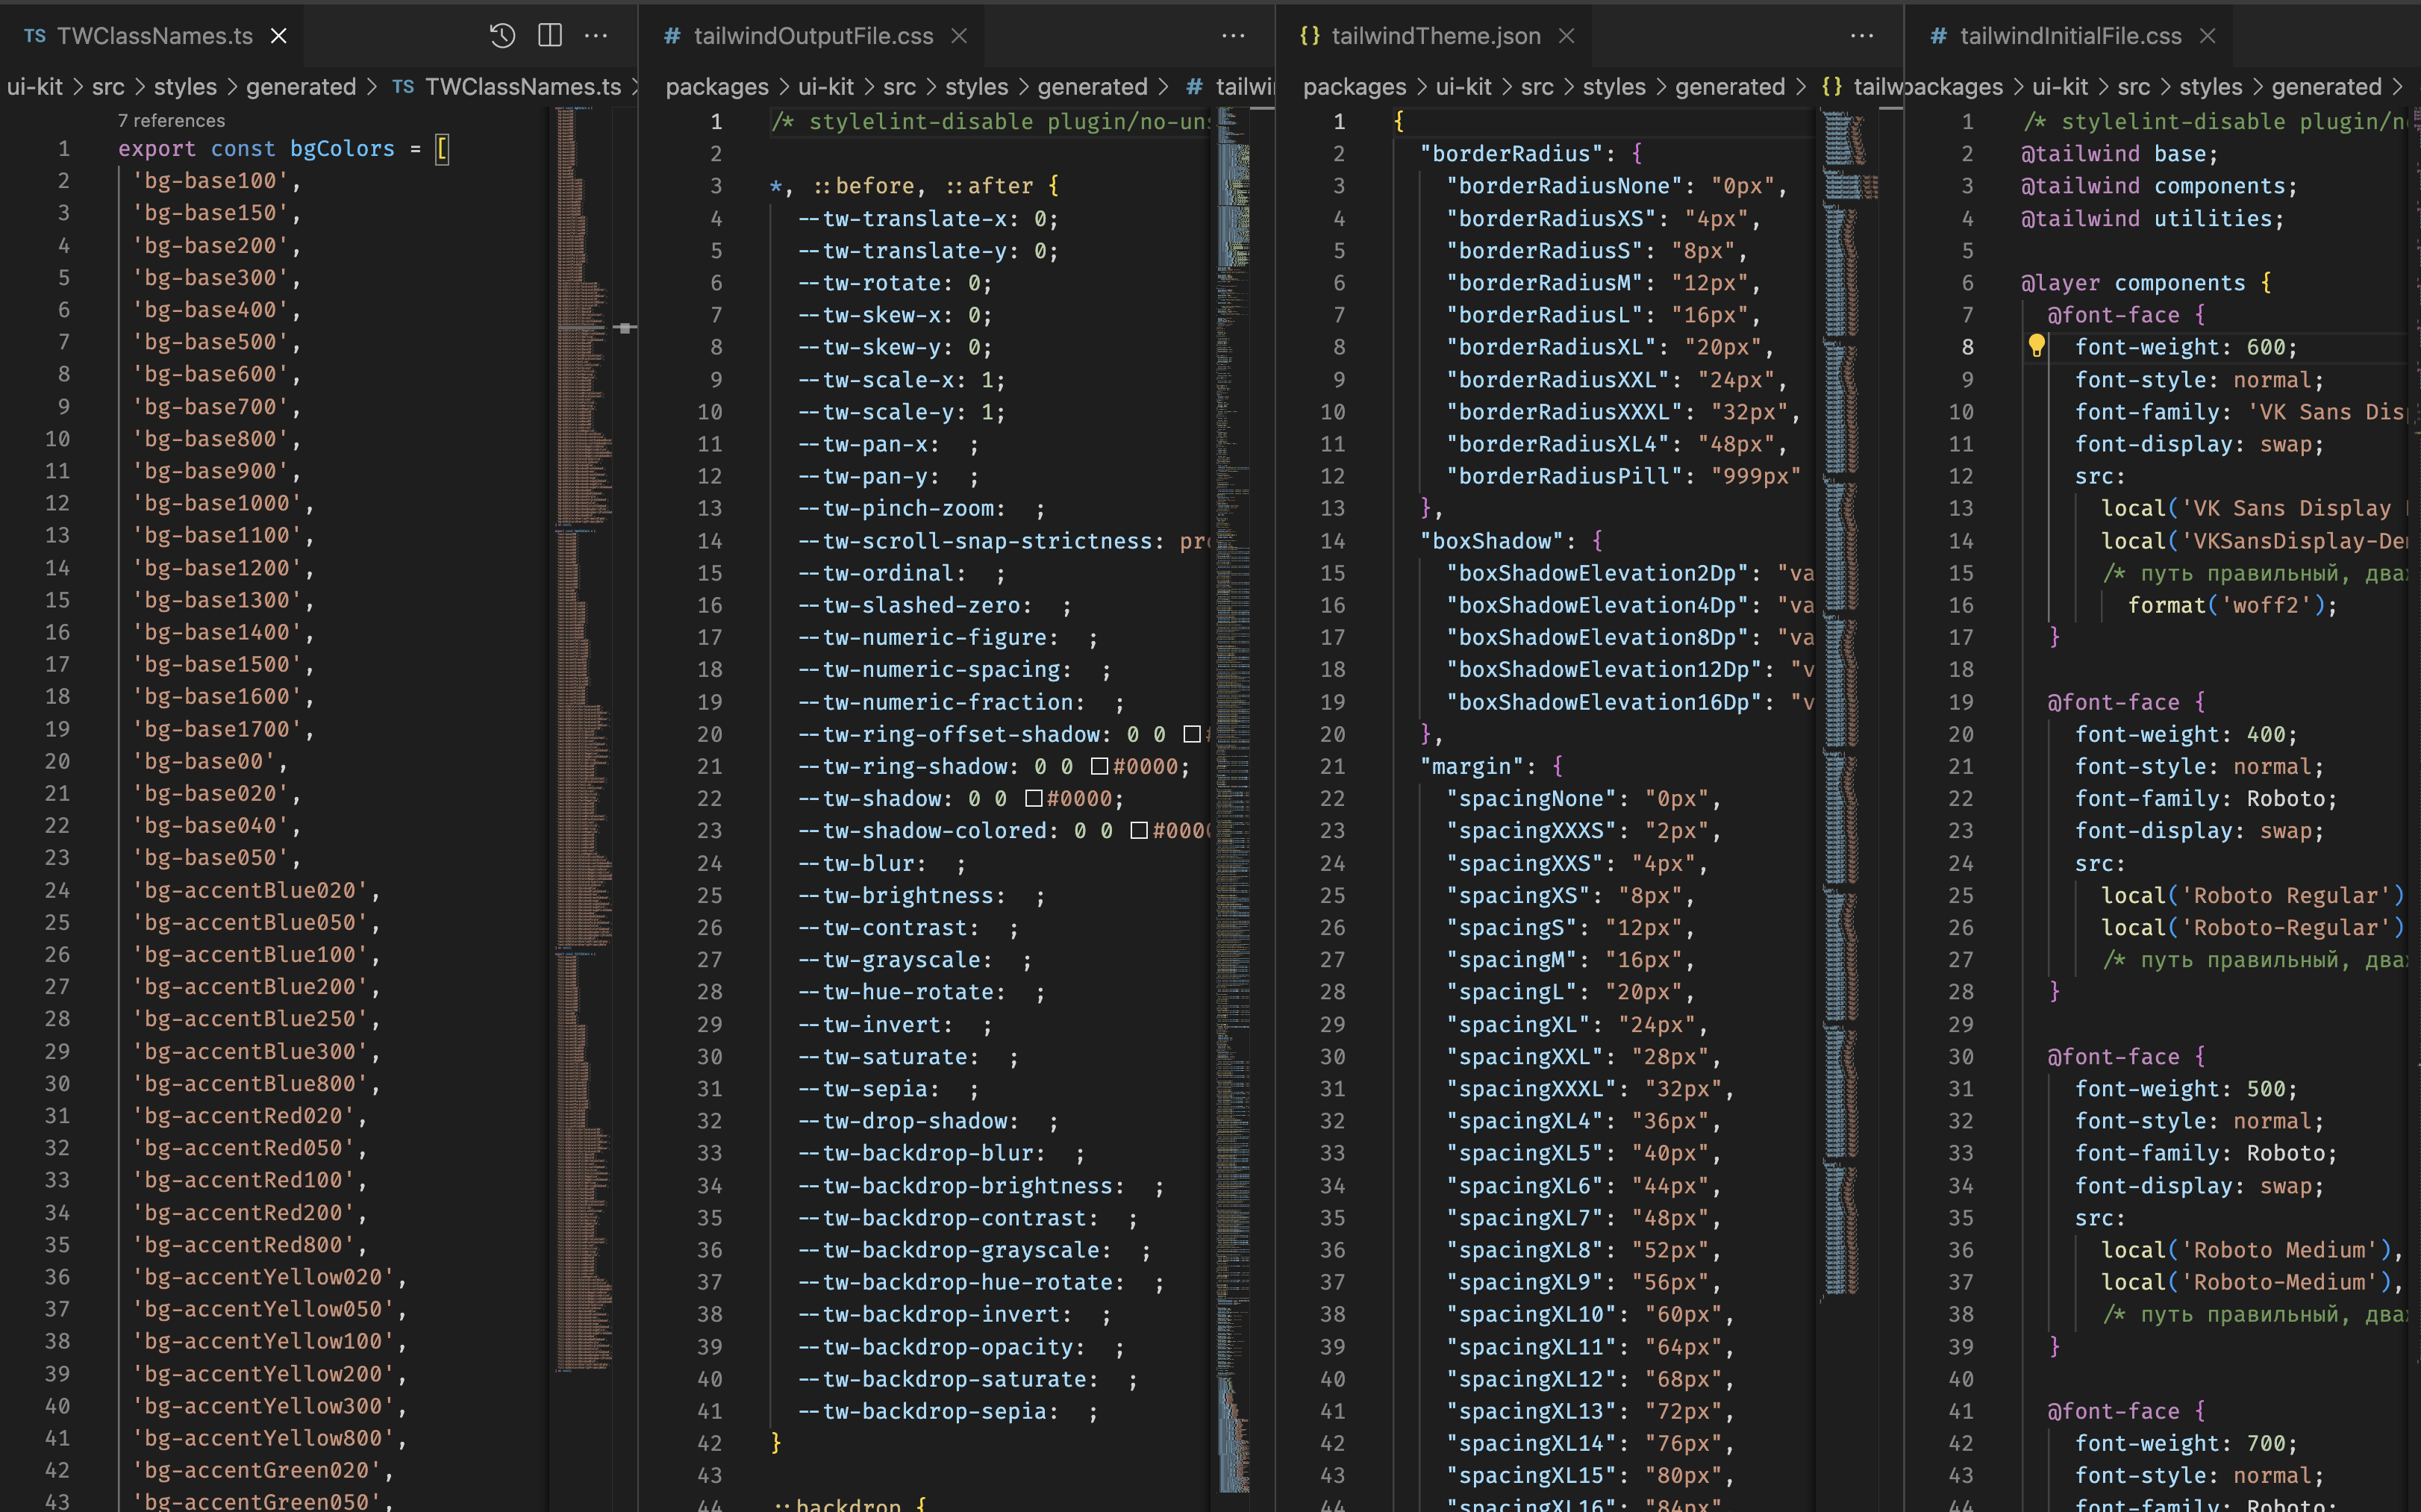 TS TWClassNames.ts
ui-kit > src > styles > generated > TS TWClassNames.ts >
7 references
1 export const bgColors = [
2 'bg-base100',
3 'bg-base150',
4 'bg-base200',
5 'bg-base300',
6 'bg-base400',
7 'bg-base500',
8 'bg-base600',
9 'bg-base700',
10 'bg-base800',
11 'bg-base900',
12 'bg-base1000',
13 'bg-base1100',
14 'bg-base1200',
15 'bg-base1300',
16 'bg-base1400',
17 'bg-base1500',
18 'bg-base1600',
19 'bg-base1700',
20 'bg-base00',
21 'bg-base020',
22 'bg-base040',
23 'bg-base050',
24 'bg-accentBlue020',
25 'bg-accentBlue050',
26 'bg-accentBlue100',
27 'bg-accentBlue200',
28 'bg-accentBlue250',
29 'bg-accentBlue300',
30 'bg-accentBlue800',
31 'bg-accentRed020',
32 'bg-accentRed050',
33 'bg-accentRed100',
34 'bg-accentRed200',
35 'bg-accentRed800',
36 'bg-accentYellow020',
37 'bg-accentYellow050',
38 'bg-accentYellow100',
39 'bg-accentYellow200',
40 'bg-accentYellow300',
41 'bg-accentYellow800',
42 'bg-accentGreen020',
43 'bg-accentGreen050',
# tailwindOutputFile.css
packages > ui-kit > src > styles > generated > # tailwi
1 /* stylelint-disable plugin/no-uns
2
3 *, ::before, ::after {
4 --tw-translate-x: 0;
5 --tw-translate-y: 0;
6 --tw-rotate: 0;
7 --tw-skew-x: 0;
8 --tw-skew-y: 0;
9 --tw-scale-x: 1;
10 --tw-scale-y: 1;
11 --tw-pan-x:  ;
12 --tw-pan-y:  ;
13 --tw-pinch-zoom:  ;
14 --tw-scroll-snap-strictness: pro
15 --tw-ordinal:  ;
16 --tw-slashed-zero:  ;
17 --tw-numeric-figure:  ;
18 --tw-numeric-spacing:  ;
19 --tw-numeric-fraction:  ;
20 --tw-ring-offset-shadow: 0 0 #
21 --tw-ring-shadow: 0 0 #0000;
22 --tw-shadow: 0 0 #0000;
23 --tw-shadow-colored: 0 0 #0000
24 --tw-blur:  ;
25 --tw-brightness:  ;
26 --tw-contrast:  ;
27 --tw-grayscale:  ;
28 --tw-hue-rotate:  ;
29 --tw-invert:  ;
30 --tw-saturate:  ;
31 --tw-sepia:  ;
32 --tw-drop-shadow:  ;
33 --tw-backdrop-blur:  ;
34 --tw-backdrop-brightness:  ;
35 --tw-backdrop-contrast:  ;
36 --tw-backdrop-grayscale:  ;
37 --tw-backdrop-hue-rotate:  ;
38 --tw-backdrop-invert:  ;
39 --tw-backdrop-opacity:  ;
40 --tw-backdrop-saturate:  ;
41 --tw-backdrop-sepia:  ;
42 }
43
44 ::backdrop {
{} tailwindTheme.json
packages > ui-kit > src > styles > generated > {} tailw
1 {
2 "borderRadius": {
3 "borderRadiusNone": "0px",
4 "borderRadiusXS": "4px",
5 "borderRadiusS": "8px",
6 "borderRadiusM": "12px",
7 "borderRadiusL": "16px",
8 "borderRadiusXL": "20px",
9 "borderRadiusXXL": "24px",
10 "borderRadiusXXXL": "32px",
11 "borderRadiusXL4": "48px",
12 "borderRadiusPill": "999px"
13 },
14 "boxShadow": {
15 "boxShadowElevation2Dp": "va
16 "boxShadowElevation4Dp": "va
17 "boxShadowElevation8Dp": "va
18 "boxShadowElevation12Dp": "v
19 "boxShadowElevation16Dp": "v
20 },
21 "margin": {
22 "spacingNone": "0px",
23 "spacingXXXS": "2px",
24 "spacingXXS": "4px",
25 "spacingXS": "8px",
26 "spacingS": "12px",
27 "spacingM": "16px",
28 "spacingL": "20px",
29 "spacingXL": "24px",
30 "spacingXXL": "28px",
31 "spacingXXXL": "32px",
32 "spacingXL4": "36px",
33 "spacingXL5": "40px",
34 "spacingXL6": "44px",
35 "spacingXL7": "48px",
36 "spacingXL8": "52px",
37 "spacingXL9": "56px",
38 "spacingXL10": "60px",
39 "spacingXL11": "64px",
40 "spacingXL12": "68px",
41 "spacingXL13": "72px",
42 "spacingXL14": "76px",
43 "spacingXL15": "80px",
44 "spacingXL16": "84px",
# tailwindInitialFile.css
packages > ui-kit > src > styles > generated >
1 /* stylelint-disable plugin/n
2 @tailwind base;
3 @tailwind components;
4 @tailwind utilities;
5
6 @layer components {
7 @font-face {
8 font-weight: 600;
9 font-style: normal;
10 font-family: 'VK Sans Dis
11 font-display: swap;
12 src:
13 local('VK Sans Display
14 local('VKSansDisplay-De
15 /* путь правильный, два
16 format('woff2');
17 }
18
19 @font-face {
20 font-weight: 400;
21 font-style: normal;
22 font-family: Roboto;
23 font-display: swap;
24 src:
25 local('Roboto Regular')
26 local('Roboto-Regular')
27 /* путь правильный, два
28 }
29
30 @font-face {
31 font-weight: 500;
32 font-style: normal;
33 font-family: Roboto;
34 font-display: swap;
35 src:
36 local('Roboto Medium'),
37 local('Roboto-Medium'),
38 /* путь правильный, два
39 }
40
41 @font-face {
42 font-weight: 700;
43 font-style: normal;
44 font-family: Roboto;